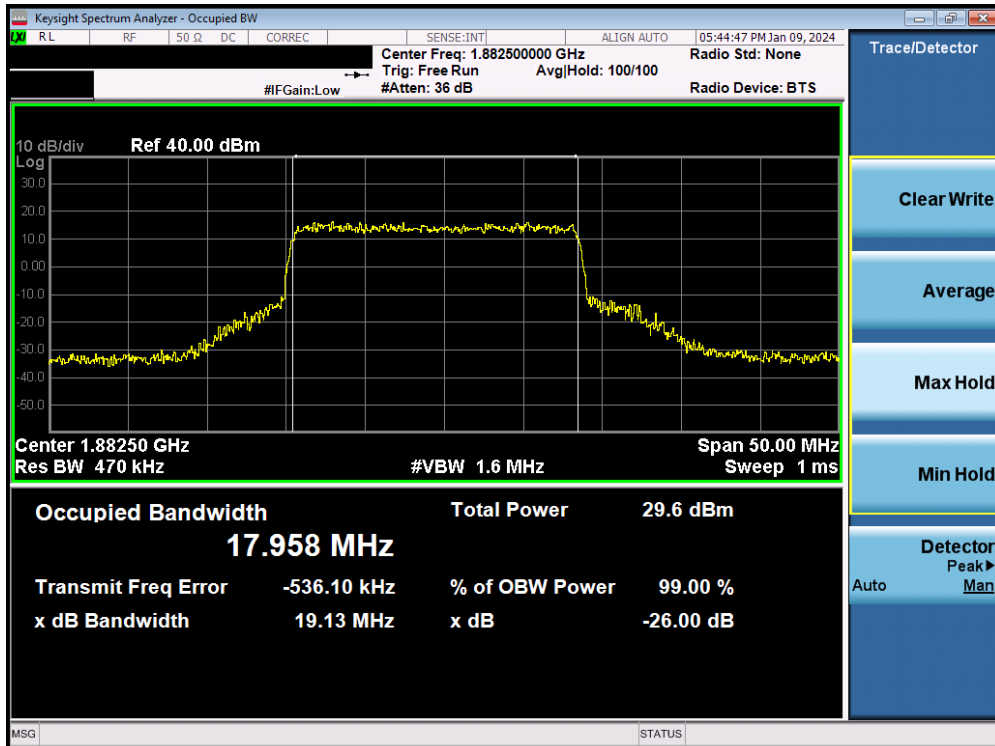 Keysight Spectrum Analyzer - Occupied BW
LXI RL RF 50 Ω DC CORREC SENSE:INT ALIGN AUTO 05:44:47 PM Jan 09, 2024
Center Freq: 1.882500000 GHz Radio Std: None
Trig: Free Run Avg|Hold: 100/100
#IFGain:Low #Atten: 36 dB Radio Device: BTS
10 dB/div Ref 40.00 dBm
Log
30.0
20.0
10.0
0.00
-10.0
-20.0
-30.0
-40.0
-50.0
Center 1.88250 GHz Span 50.00 MHz
Res BW 470 kHz #VBW 1.6 MHz Sweep 1 ms
Occupied Bandwidth Total Power 29.6 dBm
17.958 MHz
Transmit Freq Error -536.10 kHz % of OBW Power 99.00 %
x dB Bandwidth 19.13 MHz x dB -26.00 dB
Trace/Detector
Clear Write
Average
Max Hold
Min Hold
Detector
Peak▶
Auto Man
MSG STATUS